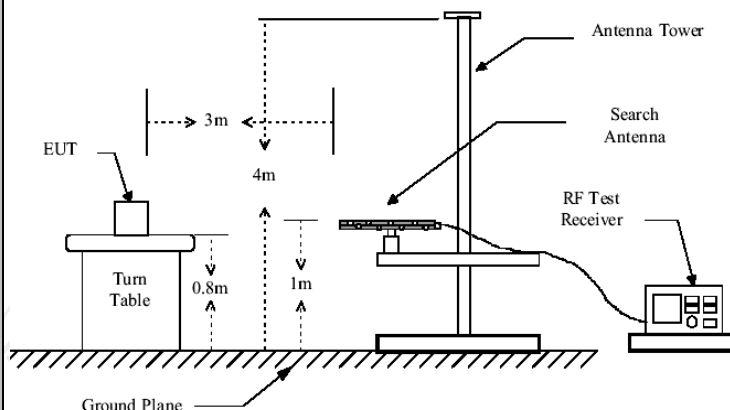 Antenna Tower
3m
Search
Antenna
EUT
4m
RF Test
Receiver
Turn
Table
0.8m
1m
Ground Plane